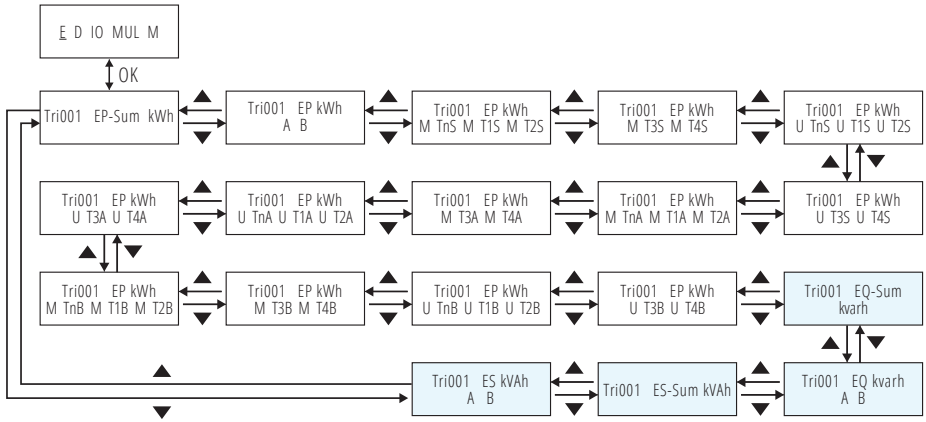 E D IO MUL M
OK
Tri001 EP-Sum kWh
Tri001 EP kWh
A B
Tri001 EP kWh
M TnS M T1S M T2S
Tri001 EP kWh
M T3S M T4S
Tri001 EP kWh
U TnS U T1S U T2S
Tri001 EP kWh
U T3A U T4A
Tri001 EP kWh
U TnA U T1A U T2A
Tri001 EP kWh
M T3A M T4A
Tri001 EP kWh
M TnA M T1A M T2A
Tri001 EP kWh
U T3S U T4S
Tri001 EP kWh
M TnB M T1B M T2B
Tri001 EP kWh
M T3B M T4B
Tri001 EP kWh
U TnB U T1B U T2B
Tri001 EP kWh
U T3B U T4B
Tri001 EQ-Sum
kvarh
Tri001 ES kVAh
A B
Tri001 ES-Sum kVAh
Tri001 EQ kvarh
A B